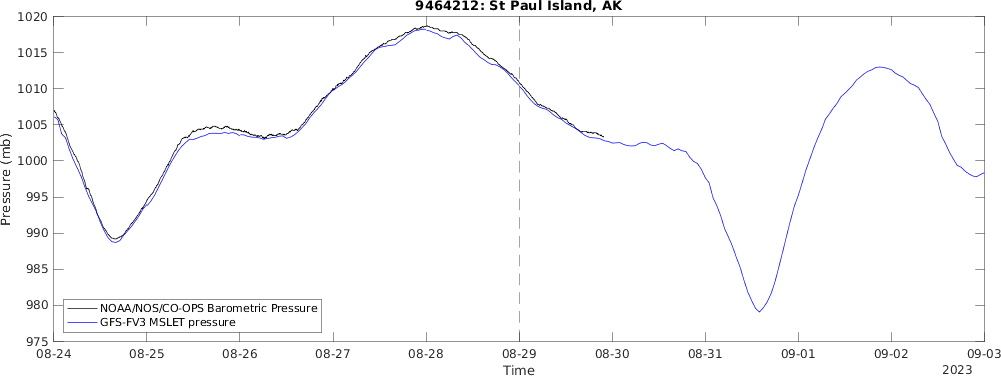 9464212: St Paul Island, AK
1020
1015
1010
1005
1000
995
990
985
980
975
Pressure (mb)
NOAA/NOS/CO-OPS Barometric Pressure
GFS-FV3 MSLET pressure
08-24 08-25 08-26 08-27 08-28 08-29 08-30 08-31 09-01 09-02 09-03
Time
2023